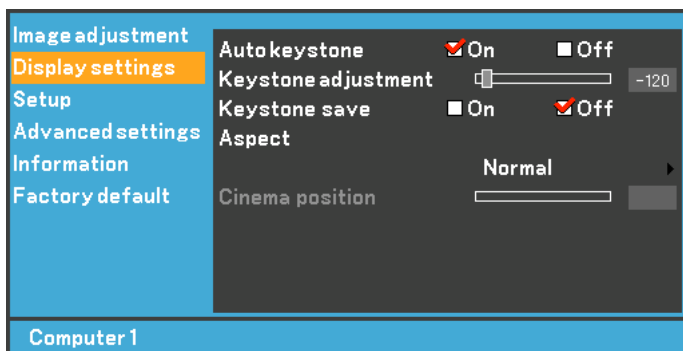 Image adjustment
Display settings
Setup
Advanced settings
Information
Factory default
Auto keystone On Off
Keystone adjustment -120
Keystone save On Off
Aspect
Normal
Cinema position
Computer 1